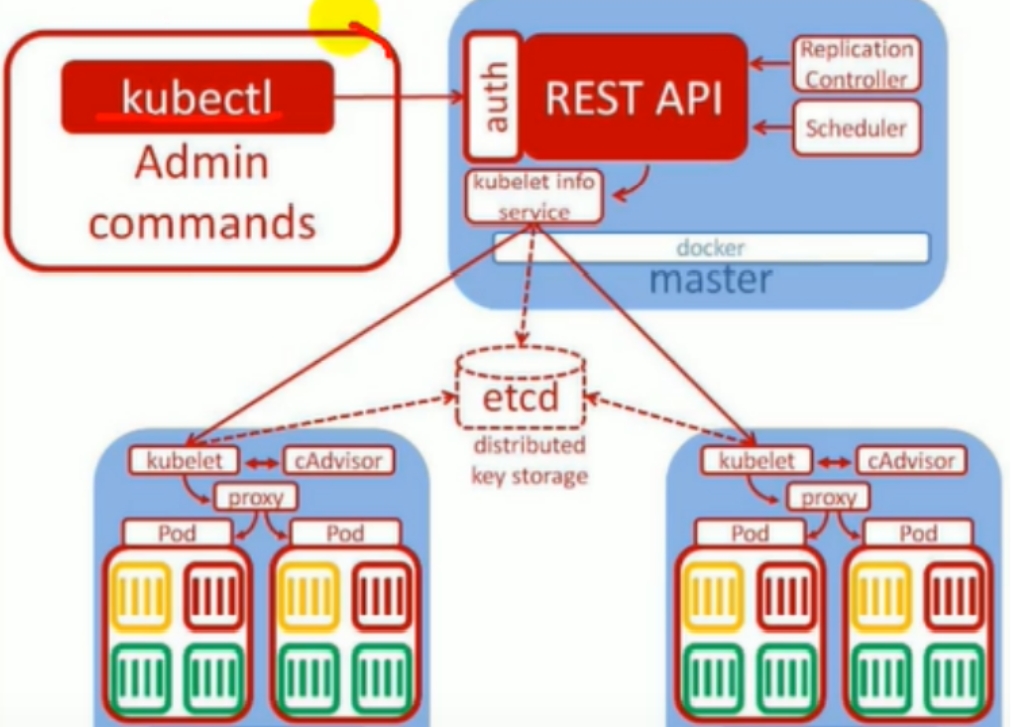 kubectl
Admin
commands
auth
REST API
Replication
Controller
Scheduler
kubelet info
service
docker
master
etcd
distributed
key storage
kubelet
cAdvisor
proxy
Pod
Pod
kubelet
cAdvisor
proxy
Pod
Pod